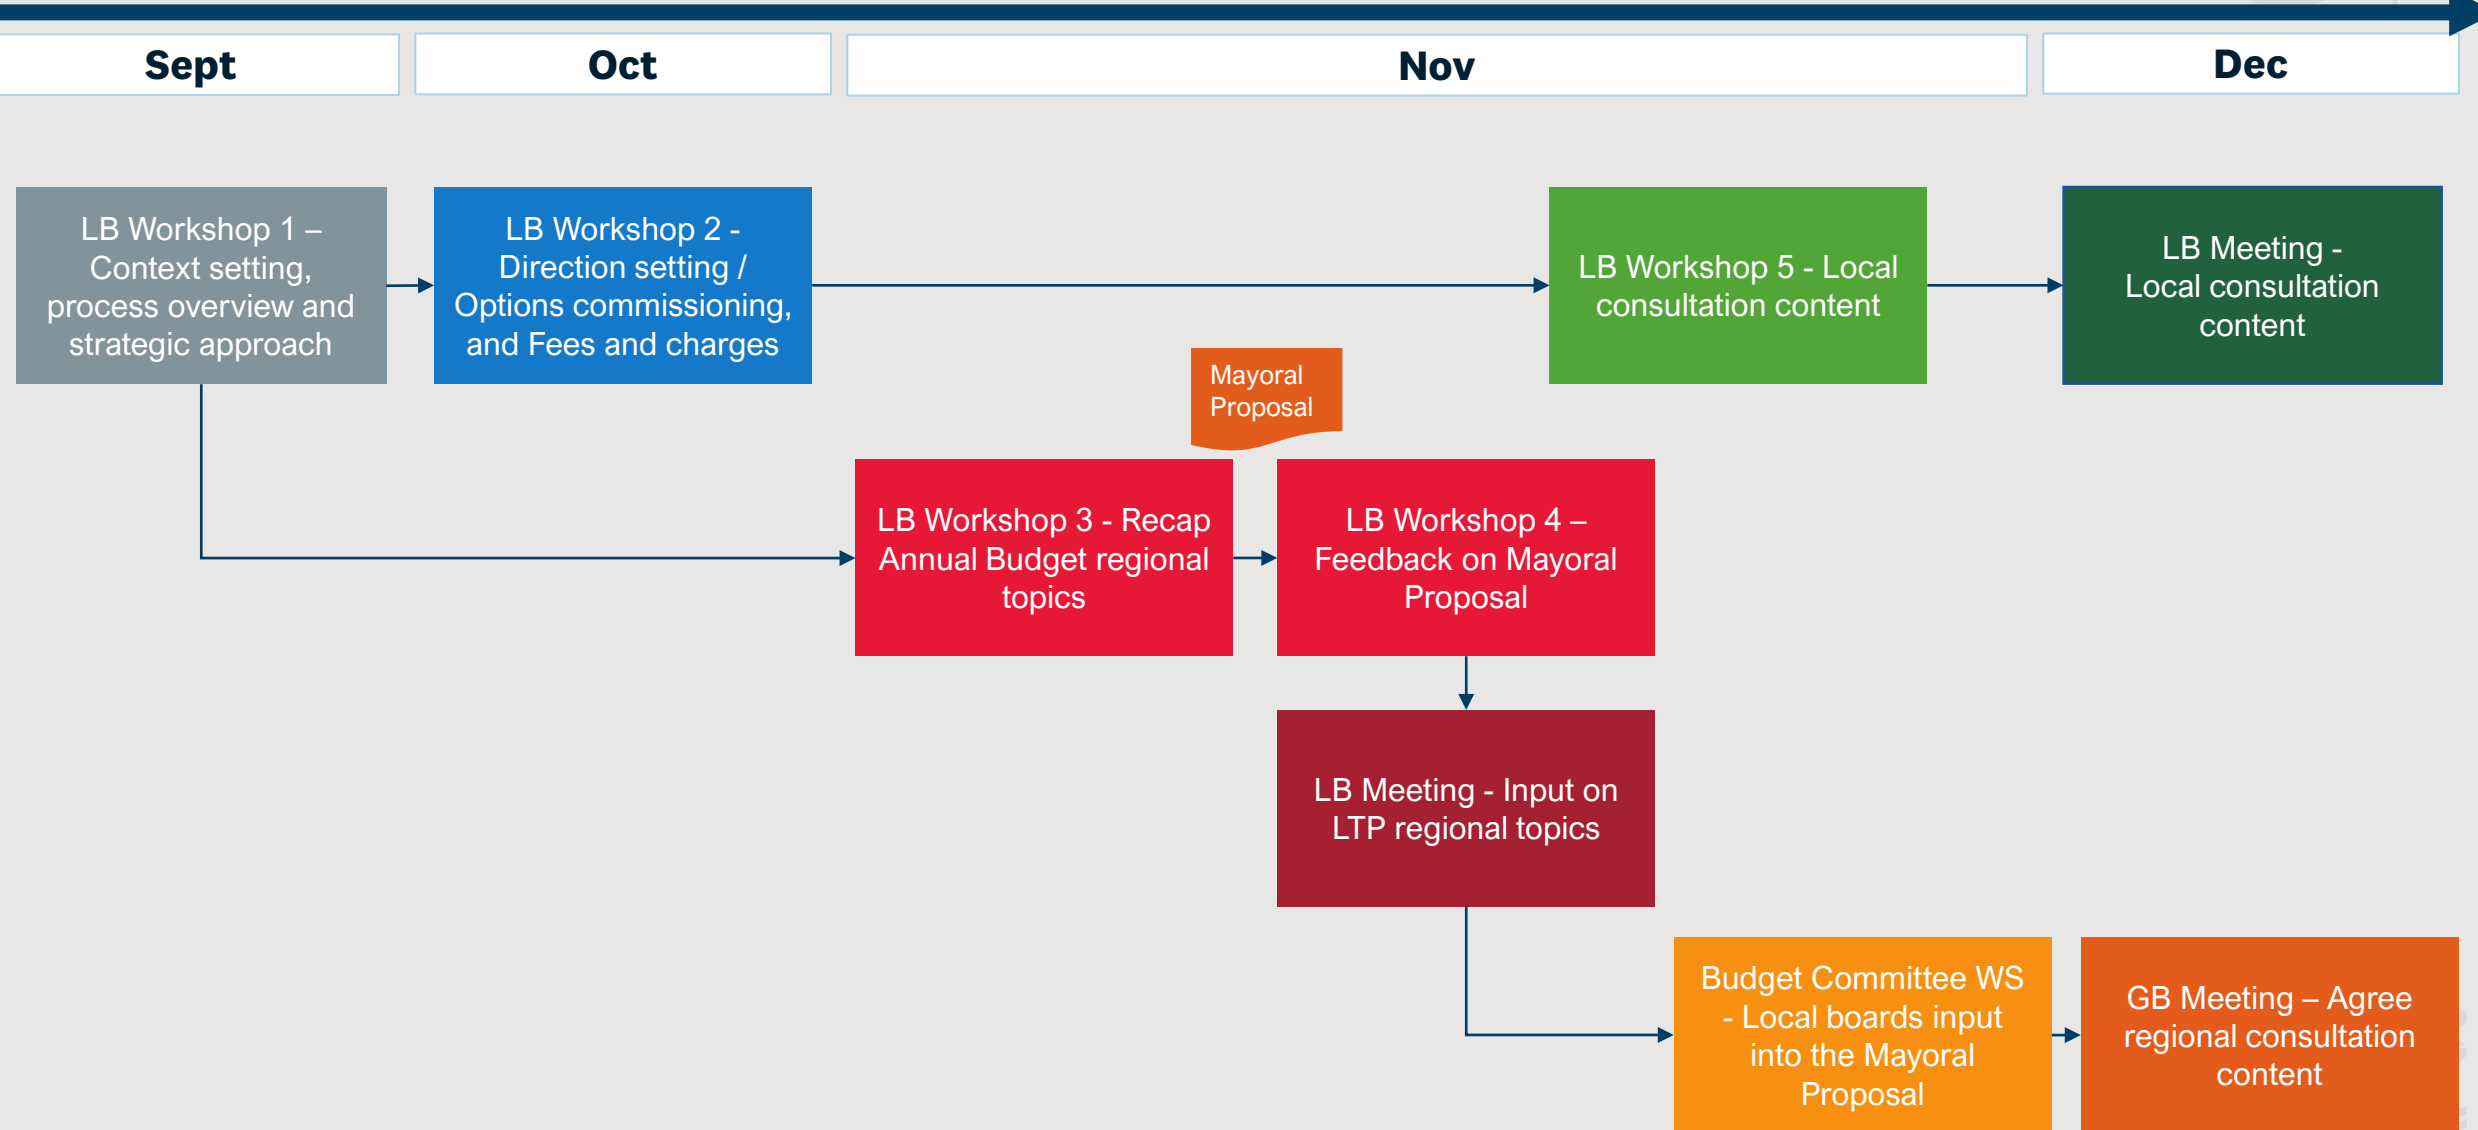 Sept
Oct
Nov
Dec
LB Workshop 1 –
Context setting,
process overview and
strategic approach
LB Workshop 2 -
Direction setting /
Options commissioning,
and Fees and charges
LB Workshop 5 - Local
consultation content
LB Meeting -
Local consultation
content
Mayoral
Proposal
LB Workshop 3 - Recap
Annual Budget regional
topics
LB Workshop 4 –
Feedback on Mayoral
Proposal
LB Meeting - Input on
LTP regional topics
Budget Committee WS
- Local boards input
into the Mayoral
Proposal
GB Meeting – Agree
regional consultation
content